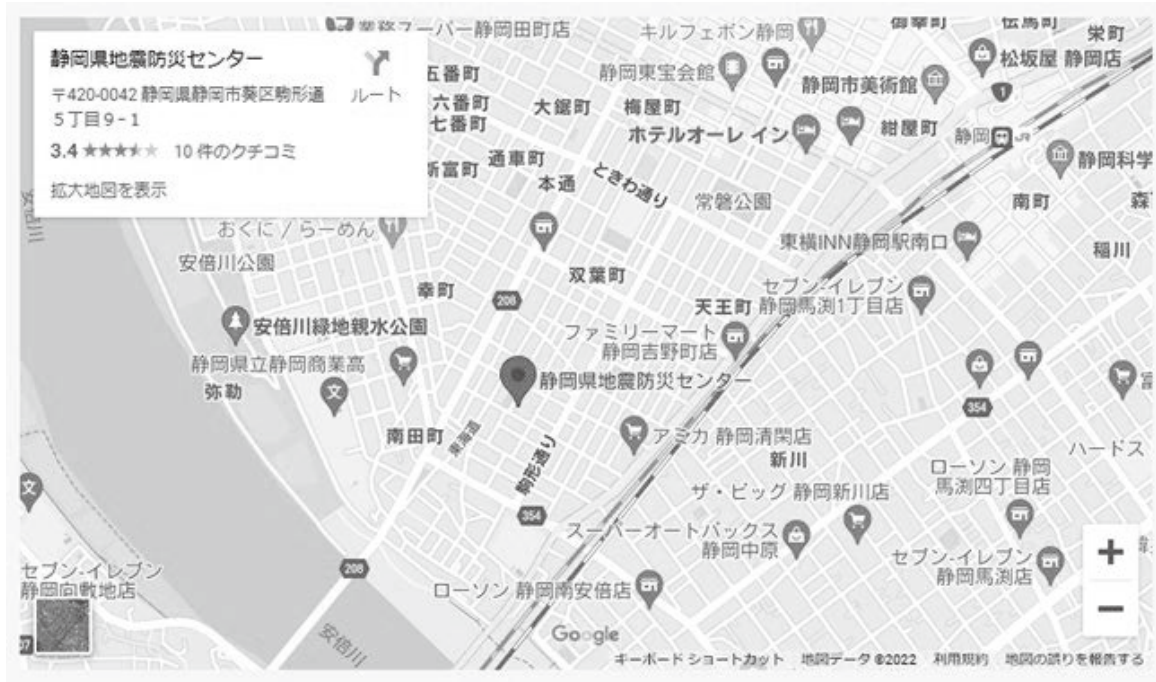 静岡県地震防災センター
ルート
〒420-0042 静岡県静岡市葵区駒形通
5丁目9-1
3.4 10 件のクチコミ
拡大地図を表示
業務スーパー静岡田町店
キルフェボン静岡
御幸町
伝馬町
栄町
五番町
静岡東宝会館
松坂屋 静岡店
静岡市美術館
1
六番町
七番町
大鋸町
梅屋町
ホテルオーレ イン
紺屋町
静岡
JR
静岡科学
新富町
通車町
本通
ときわ通り
常磐公園
南町
森
安倍川
おくに / らーめん
東横INN静岡駅南口
稲川
安倍川公園
双葉町
幸町
208
セブン-イレブン
静岡馬渕1丁目店
天王町
安倍川緑地親水公園
ファミリーマート
静岡吉野町店
静岡県立静岡商業高
静岡県地震防災センター
弥勒
354
南田町
東海道
アミカ 静岡清閑店
新川
ハードス
駒形通り
ローソン 静岡
馬渕四丁目店
ザ・ビッグ 静岡新川店
354
スーパーオートバックス
静岡中原
セブン-イレブン
静岡馬渕店
208
セブン-イレブン
静岡向敷地店
ローソン 静岡南安倍店
安倍川
Google
キーボード ショートカット 地図データ ©2022 利用規約 地図の誤りを報告する